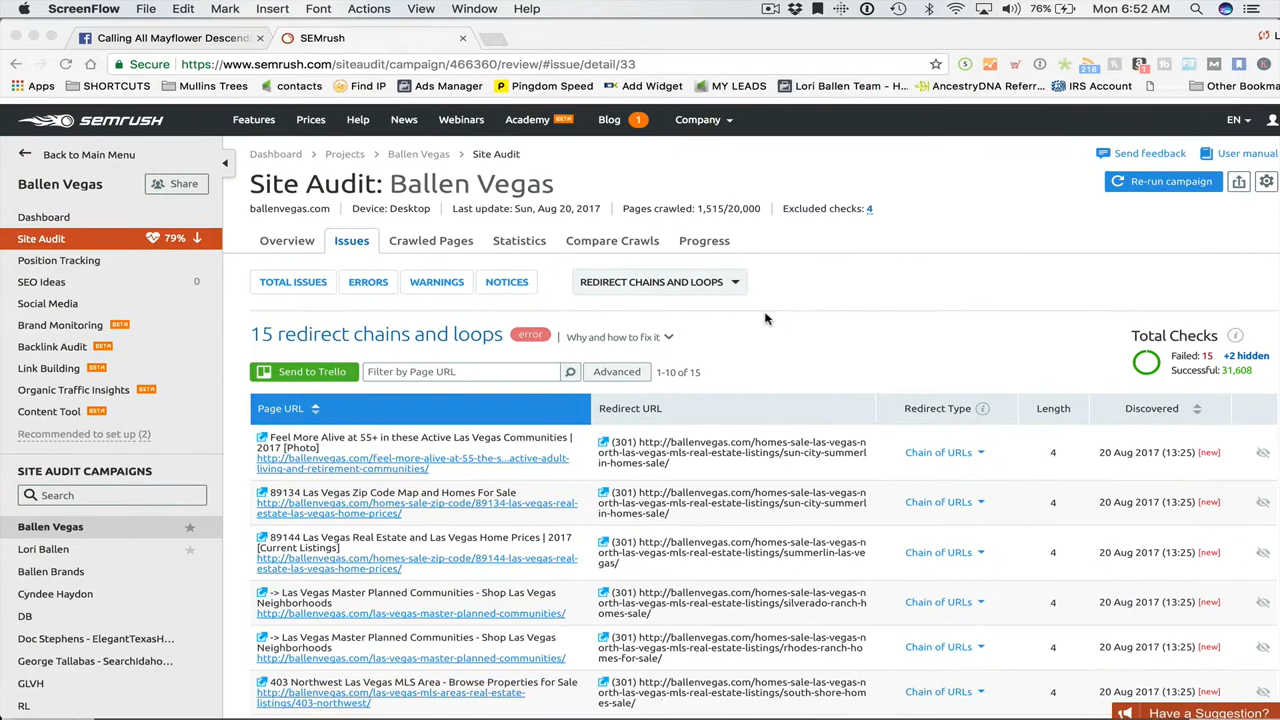 ScreenFlow File Edit Mark Insert Font Actions View Window Help 76% Mon 6:52 AM
Calling All Mayflower Descend × SEMrush ×
Secure https://www.semrush.com/siteaudit/campaign/466360/review/#issue/detail/33 218 1
Apps SHORTCUTS Mullins Trees contacts Find IP Ads Manager Pingdom Speed Add Widget MY LEADS Lori Ballen Team - H... AncestryDNA Referr... IRS Account Other Bookma
SEMRUSH Features Prices Help News Webinars Academy BETA Blog 1 Company EN
Back to Main Menu
Dashboard > Projects > Ballen Vegas > Site Audit
Send feedback User manual
Ballen Vegas Share
Site Audit: Ballen Vegas
Re-run campaign
ballenvegas.com | Device: Desktop | Last update: Sun, Aug 20, 2017 | Pages crawled: 1,515/20,000 | Excluded checks: 4
Dashboard
Site Audit 79%
Position Tracking
SEO Ideas 0
Social Media
Brand Monitoring BETA
Backlink Audit BETA
Link Building BETA
Organic Traffic Insights BETA
Content Tool BETA
Recommended to set up (2)
SITE AUDIT CAMPAIGNS
Search
Ballen Vegas
Lori Ballen
Ballen Brands
Cyndee Haydon
DB
Doc Stephens - ElegantTexasH...
George Tallabas - SearchIdaho...
GLVH
RL
Overview Issues Crawled Pages Statistics Compare Crawls Progress
TOTAL ISSUES ERRORS WARNINGS NOTICES REDIRECT CHAINS AND LOOPS
15 redirect chains and loops error | Why and how to fix it
Total Checks
Failed: 15 +2 hidden
Successful: 31,608
Send to Trello Filter by Page URL Advanced 1-10 of 15
Page URL Redirect URL Redirect Type Length Discovered
Feel More Alive at 55+ in these Active Las Vegas Communities |
2017 [Photo]
http://ballenvegas.com/feel-more-alive-at-55-the-s...active-adult-
living-and-retirement-communities/
(301) http://ballenvegas.com/homes-sale-las-vegas-n
orth-las-vegas-mls-real-estate-listings/sun-city-summerl
in-homes-sale/
Chain of URLs 4 20 Aug 2017 (13:25) [new]
89134 Las Vegas Zip Code Map and Homes For Sale
http://ballenvegas.com/homes-sale-zip-code/89134-las-vegas-real-
estate-las-vegas-home-prices/
(301) http://ballenvegas.com/homes-sale-las-vegas-n
orth-las-vegas-mls-real-estate-listings/sun-city-summerl
in-homes-sale/
Chain of URLs 4 20 Aug 2017 (13:25) [new]
89144 Las Vegas Real Estate and Las Vegas Home Prices | 2017
[Current Listings]
http://ballenvegas.com/homes-sale-zip-code/89144-las-vegas-real-
estate-las-vegas-home-prices/
(301) http://ballenvegas.com/homes-sale-las-vegas-n
orth-las-vegas-mls-real-estate-listings/summerlin-las-ve
gas/
Chain of URLs 4 20 Aug 2017 (13:25) [new]
-> Las Vegas Master Planned Communities - Shop Las Vegas
Neighborhoods
http://ballenvegas.com/las-vegas-master-planned-communities/
(301) http://ballenvegas.com/homes-sale-las-vegas-n
orth-las-vegas-mls-real-estate-listings/silverado-ranch-h
omes-sale/
Chain of URLs 4 20 Aug 2017 (13:25) [new]
-> Las Vegas Master Planned Communities - Shop Las Vegas
Neighborhoods
http://ballenvegas.com/las-vegas-master-planned-communities/
(301) http://ballenvegas.com/homes-sale-las-vegas-n
orth-las-vegas-mls-real-estate-listings/rhodes-ranch-ho
mes-for-sale/
Chain of URLs 4 20 Aug 2017 (13:25) [new]
403 Northwest Las Vegas MLS Area - Browse Properties for Sale
http://ballenvegas.com/las-vegas-mls-areas-real-estate-
listings/403-northwest/
(301) http://ballenvegas.com/homes-sale-las-vegas-n
orth-las-vegas-mls-real-estate-listings/south-shore-hom
es-sale/
Chain of URLs 4 20 Aug 2017 (13:25) [new]
Have a Suggestion?